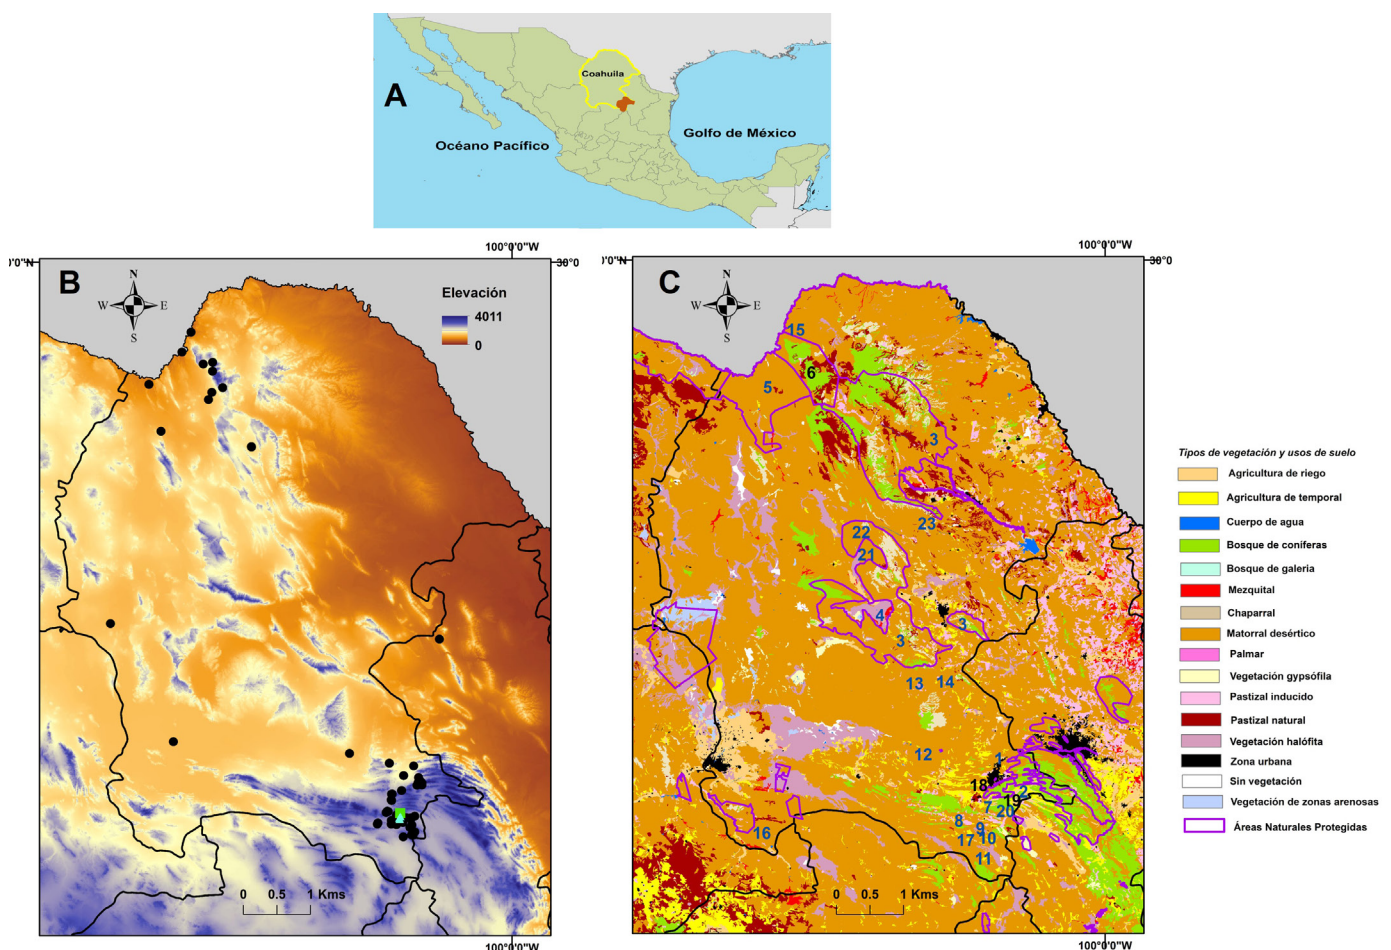 A
Coahuila
Golfo de México
Océano Pacífico
100°0'0"W
100°0'0"W
0'0"N
30°0
0'0"N
30°0
B
N
W E
S
Elevación
4011
0
0 0.5 1 Kms
100°0'0"W
C
N
W E
S
15
6
5
3
23
22
21
4
3
3
13
14
12
1
18
2
19
7
20
8
9
17
10
16
11
0 0.5 1 Kms
100°0'0"W
Tipos de vegetación y usos de suelo
Agricultura de riego
Agricultura de temporal
Cuerpo de agua
Bosque de coníferas
Bosque de galeria
Mezquital
Chaparral
Matorral desértico
Palmar
Vegetación gypsófila
Pastizal inducido
Pastizal natural
Vegetación halófita
Zona urbana
Sin vegetación
Vegetación de zonas arenosas
Áreas Naturales Protegidas